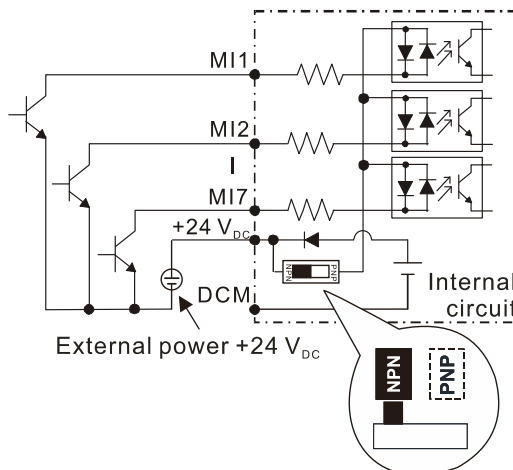 MI1
MI2
I
MI7
+24 VDC
NPN PNP
DCM
Internal
circuit
External power +24 VDC
NPN PNP